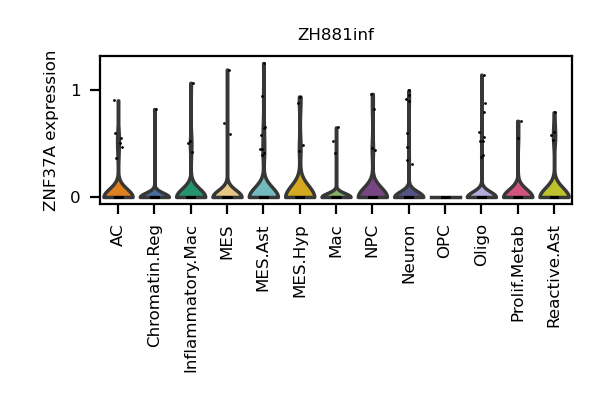 ZH881inf
ZNF37A expression
1
0
AC
Chromatin.Reg
Inflammatory.Mac
MES
MES.Ast
MES.Hyp
Mac
NPC
Neuron
OPC
Oligo
Prolif.Metab
Reactive.Ast